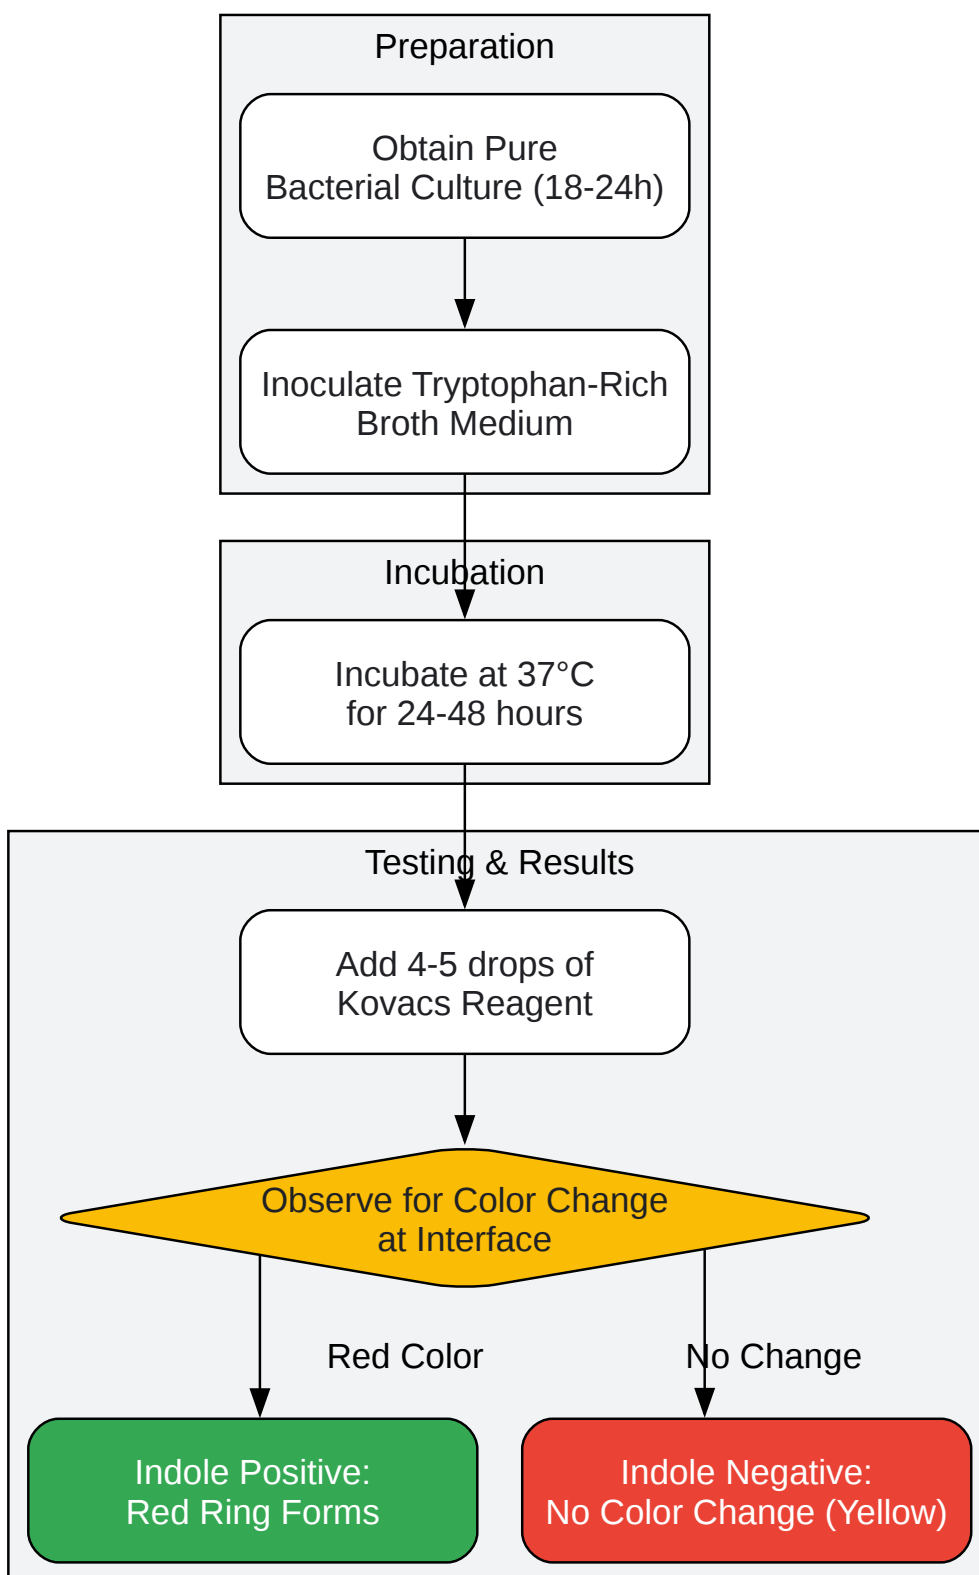 Preparation
Obtain Pure
Bacterial Culture (18-24h)
Inoculate Tryptophan-Rich
Broth Medium
Incubation
Incubate at 37°C
for 24-48 hours
Testing & Results
Add 4-5 drops of
Kovacs Reagent
Observe for Color Change
at Interface
Red Color
No Change
Indole Positive:
Red Ring Forms
Indole Negative:
No Color Change (Yellow)